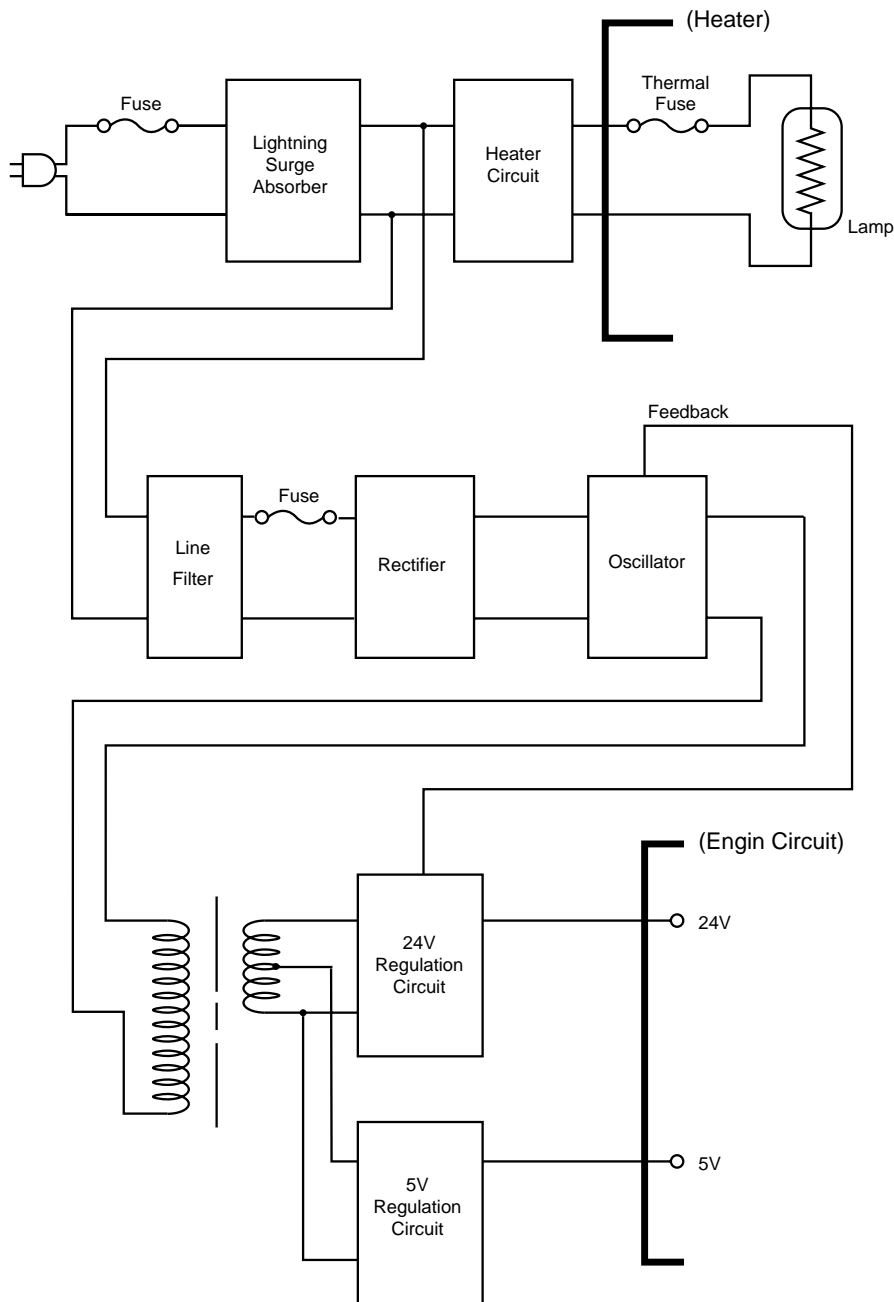 (Heater)
Fuse
Thermal
Fuse
Lightning
Surge
Absorber
Heater
Circuit
Lamp
Feedback
Fuse
Line
Filter
Rectifier
Oscillator
(Engin Circuit)
24V
Regulation
Circuit
24V
5V
Regulation
Circuit
5V